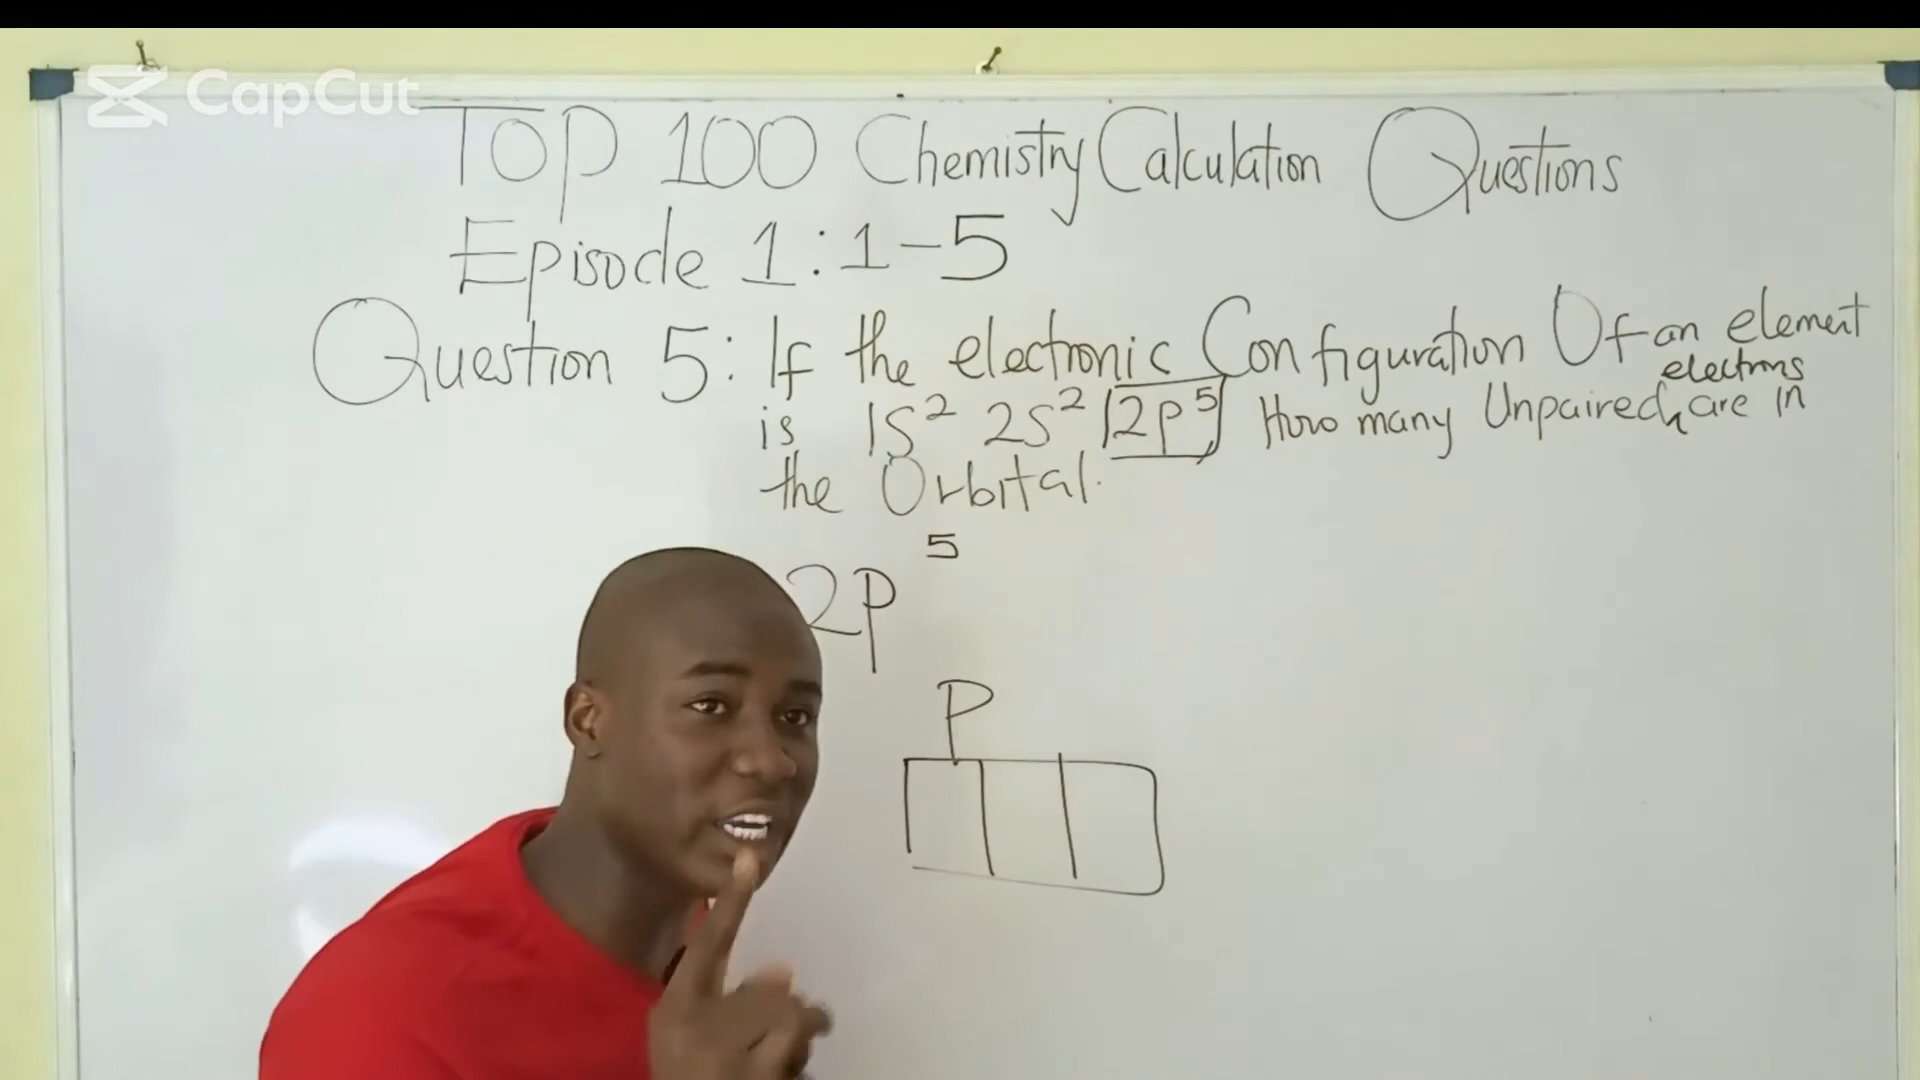 CapCut
TOP 100 Chemistry Calculation Questions
Episode 1:1-5
Question 5: If the electronic Configuration Of an element
electrons
is 1S² 2S² 2P⁵, How many Unpaired are in
the Orbital.
2P⁵
P